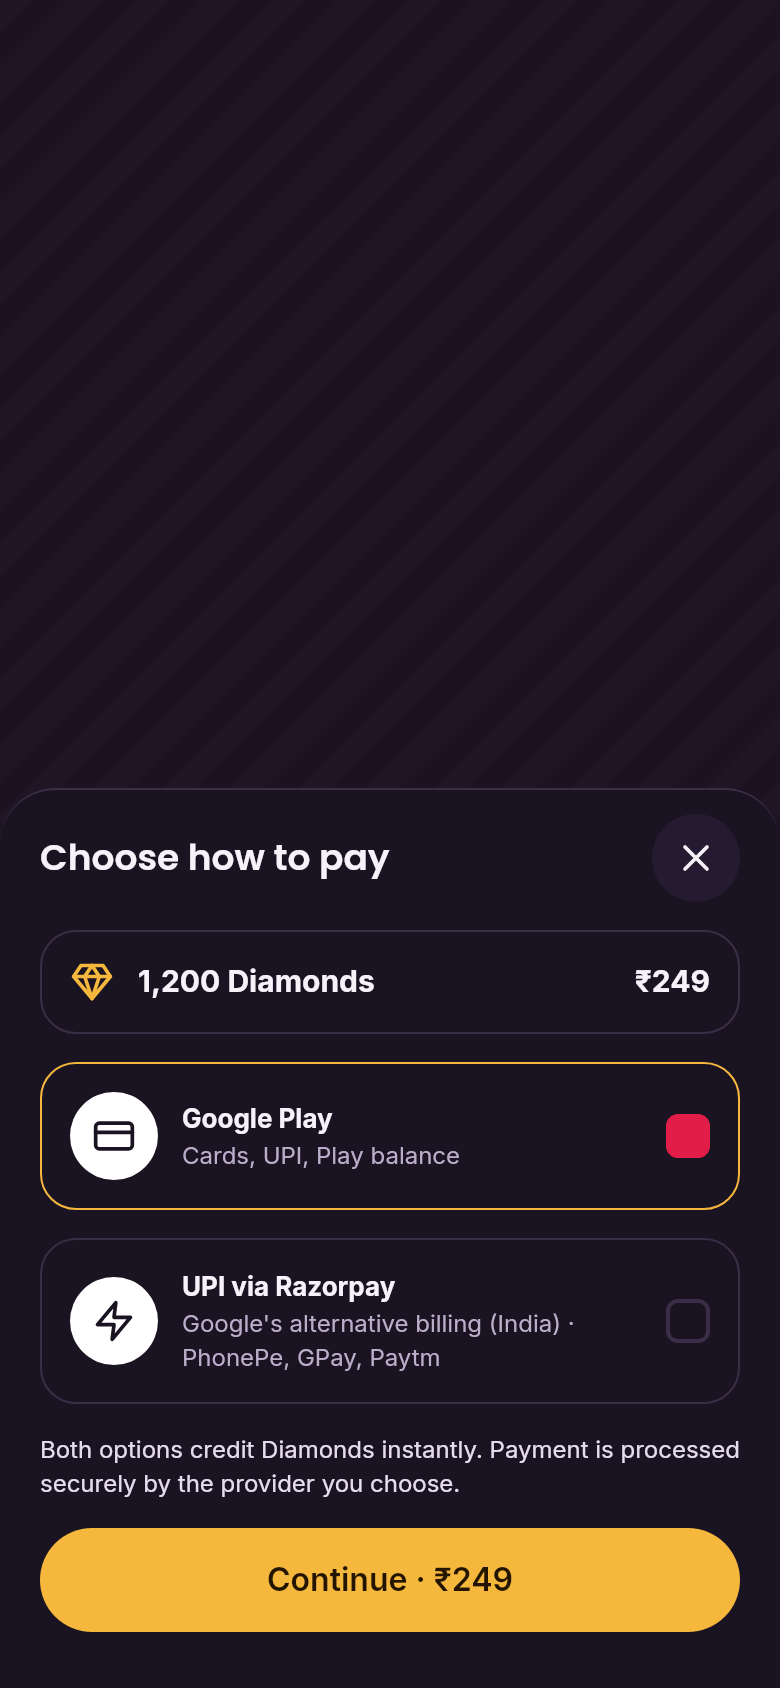 Choose how to pay
1,200 Diamonds ₹249
Google Play
Cards, UPI, Play balance
UPI via Razorpay
Google's alternative billing (India) ·
PhonePe, GPay, Paytm
Both options credit Diamonds instantly. Payment is processed
securely by the provider you choose.
Continue · ₹249